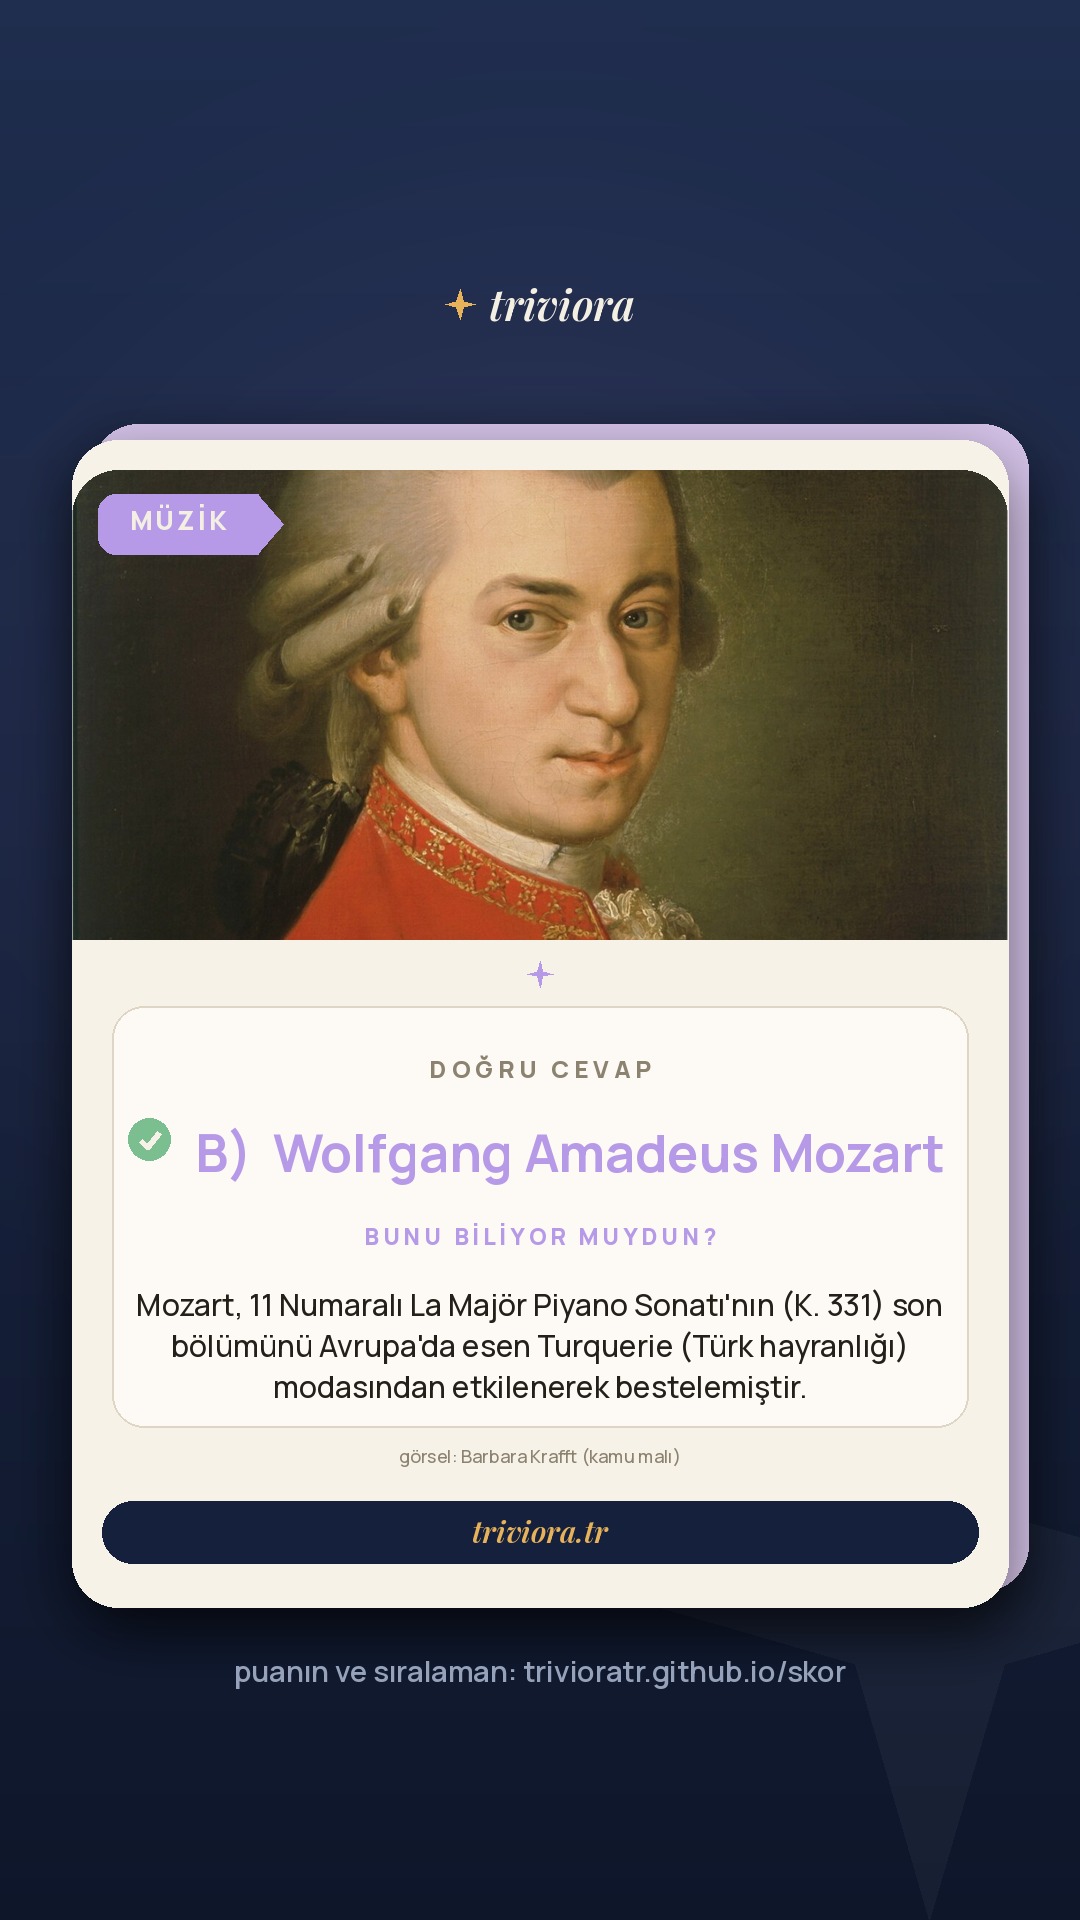 triviora
MÜZİK
DOĞRU CEVAP
B) Wolfgang Amadeus Mozart
BUNU BİLİYOR MUYDUN?
Mozart, 11 Numaralı La Majör Piyano Sonatı'nın (K. 331) son
bölümünü Avrupa'da esen Turquerie (Türk hayranlığı)
modasından etkilenerek bestelemiştir.
görsel: Barbara Krafft (kamu malı)
triviora.tr
puanın ve sıralaman: trivioratr.github.io/skor